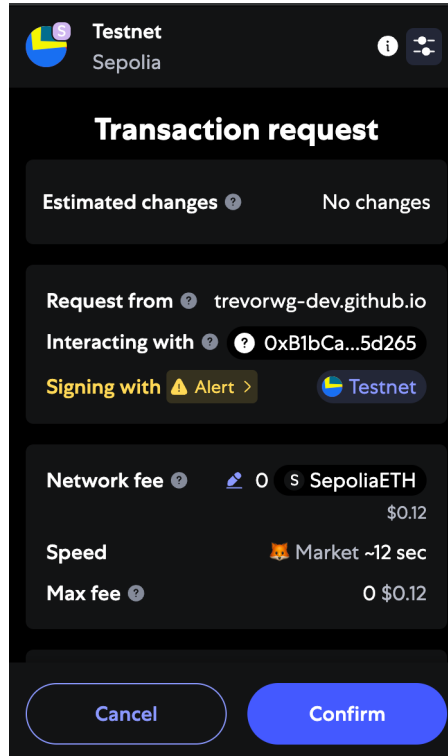 S
Testnet
Sepolia
Transaction request
Estimated changes ? No changes
Request from ? trevorwg-dev.github.io
Interacting with ? ? 0xB1bCa...5d265
Signing with Alert > Testnet
Network fee ? 0 S SepoliaETH
$0.12
Speed 🦊 Market ~12 sec
Max fee ? 0 $0.12
Cancel Confirm